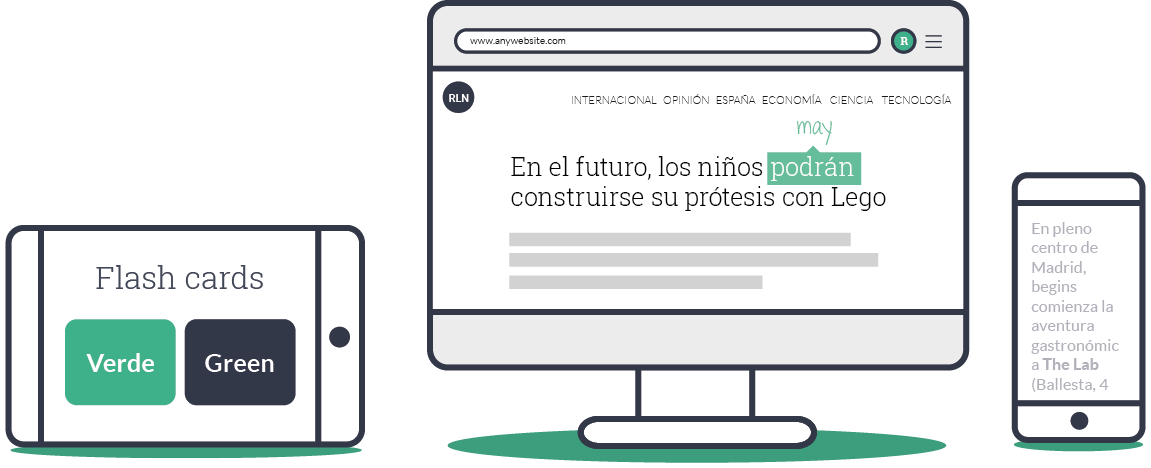 Flash cards
Verde
Green
www.anywebsite.com
R
RLN
INTERNACIONAL OPINIÓN ESPAÑA ECONOMÍA CIENCIA TECNOLOGÍA
may
En el futuro, los niños podrán
construirse su prótesis con Lego
En pleno
centro de
Madrid,
begins
comienza la
aventura
gastronómic
a The Lab
(Ballesta, 4